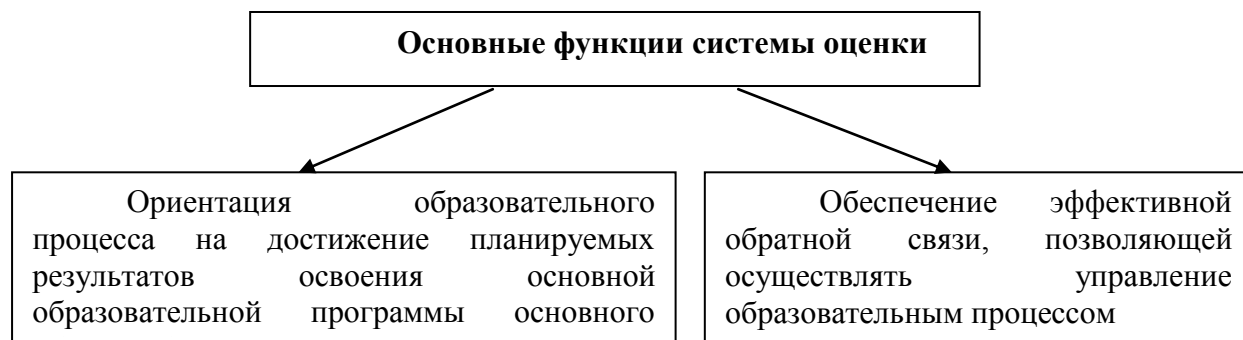 Основные функции системы оценки
Ориентация образовательного
процесса на достижение планируемых
результатов освоения основной
образовательной программы основного
Обеспечение эффективной
обратной связи, позволяющей
осуществлять управление
образовательным процессом